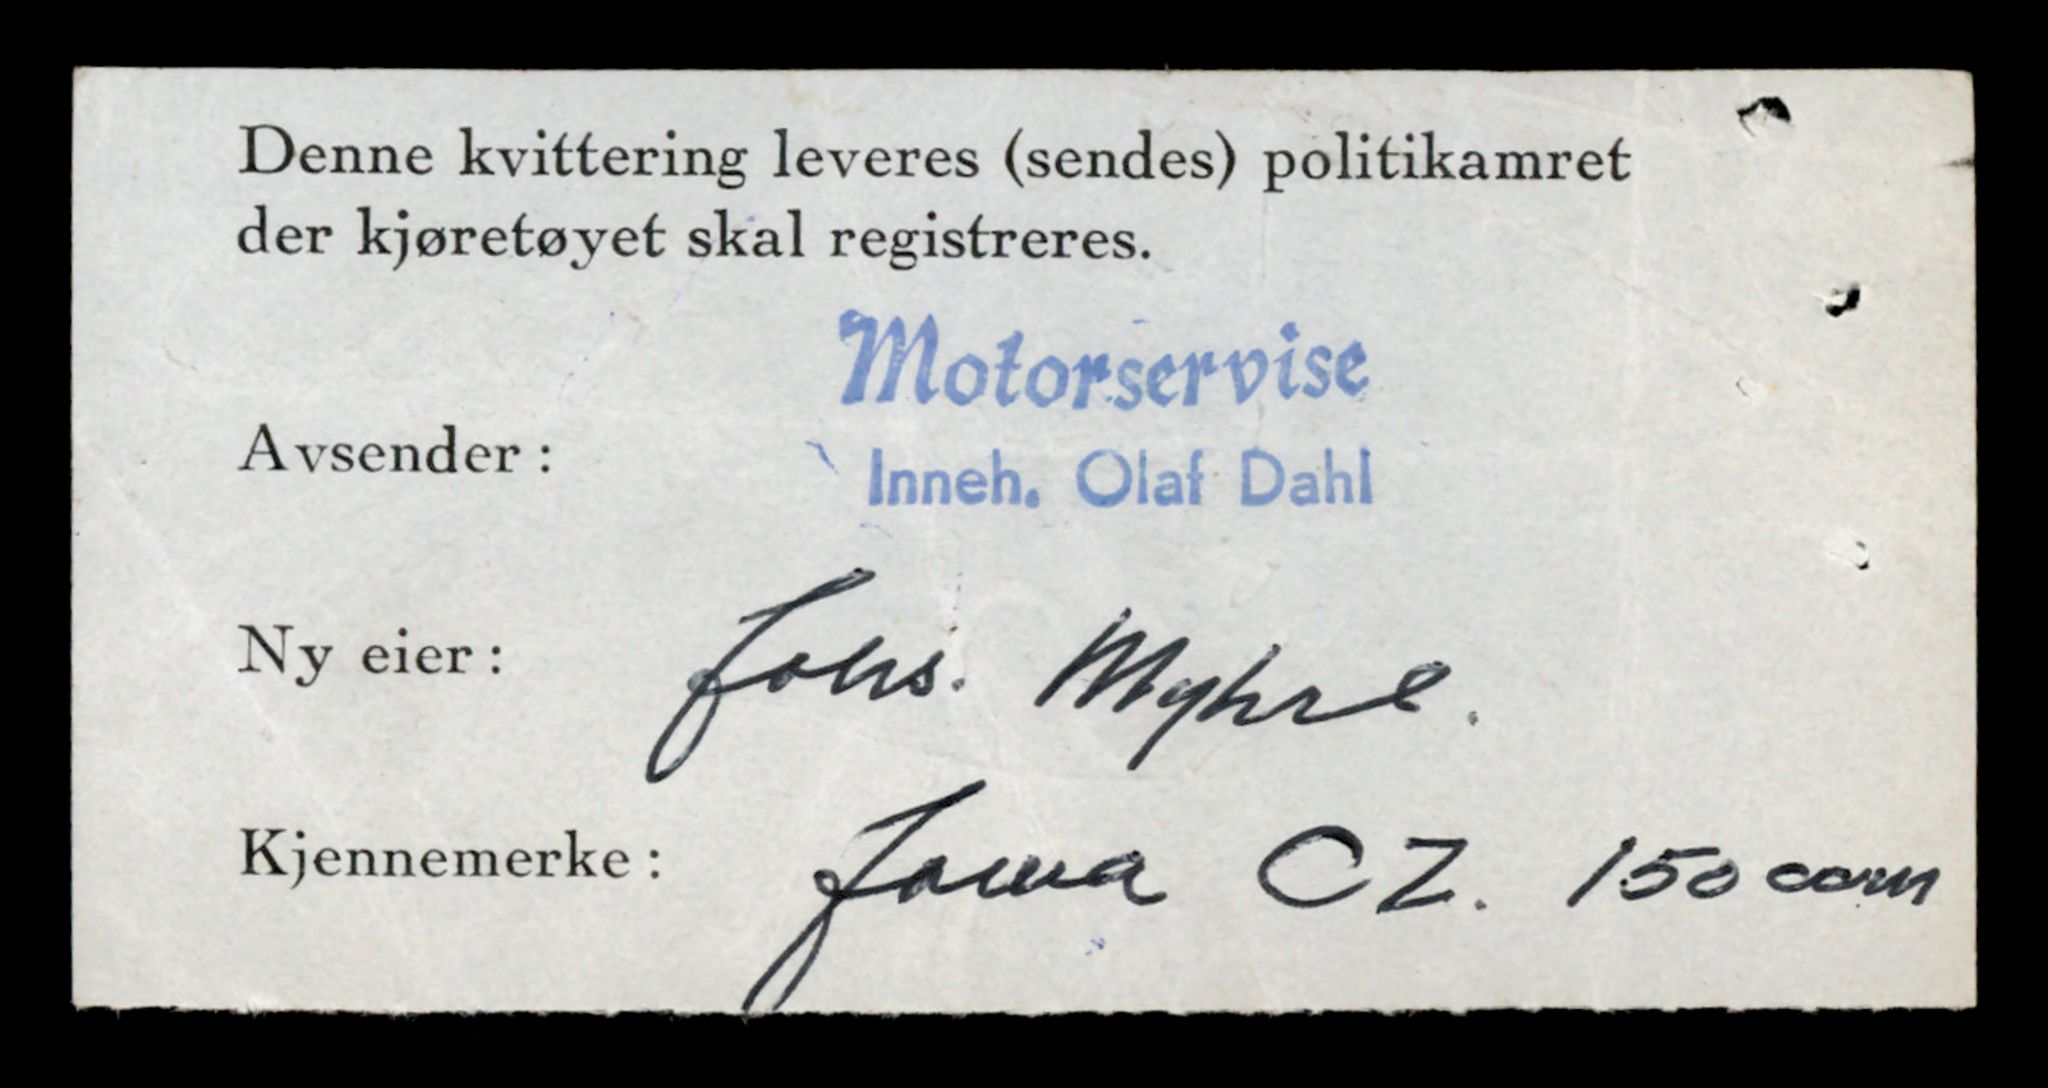 Denne kvittering leveres (sendes) politikamret
der kjøretøyet skal registreres.
Motorservise
Avsender:
Inneh. Olaf Dahl
Ny eier: Johs. Myhre.
Kjennemerke: Jawa CZ. 150 ccm